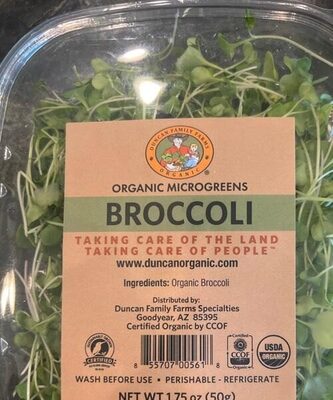 DUNCAN FAMILY FARMS
ORGANIC
ORGANIC MICROGREENS
BROCCOLI
TAKING CARE OF THE LAND
TAKING CARE OF PEOPLE™
www.duncanorganic.com
Ingredients: Organic Broccoli
Distributed by:
Duncan Family Farms Specialties
Goodyear, AZ 85395
Certified Organic by CCOF
CERTIFIED
CCOF
USDA
ORGANIC
8 55707 00561 8
WASH BEFORE USE • PERISHABLE - REFRIGERATE
NET WT 1.75 oz (50g)